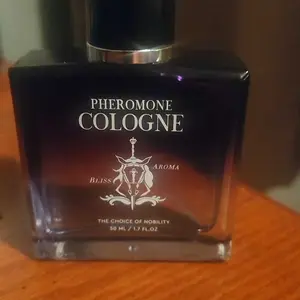 PHEROMONE
COLOGNE
BLISS AROMA
THE CHOICE OF NOBILITY
50 ML / 1.7 FL.OZ